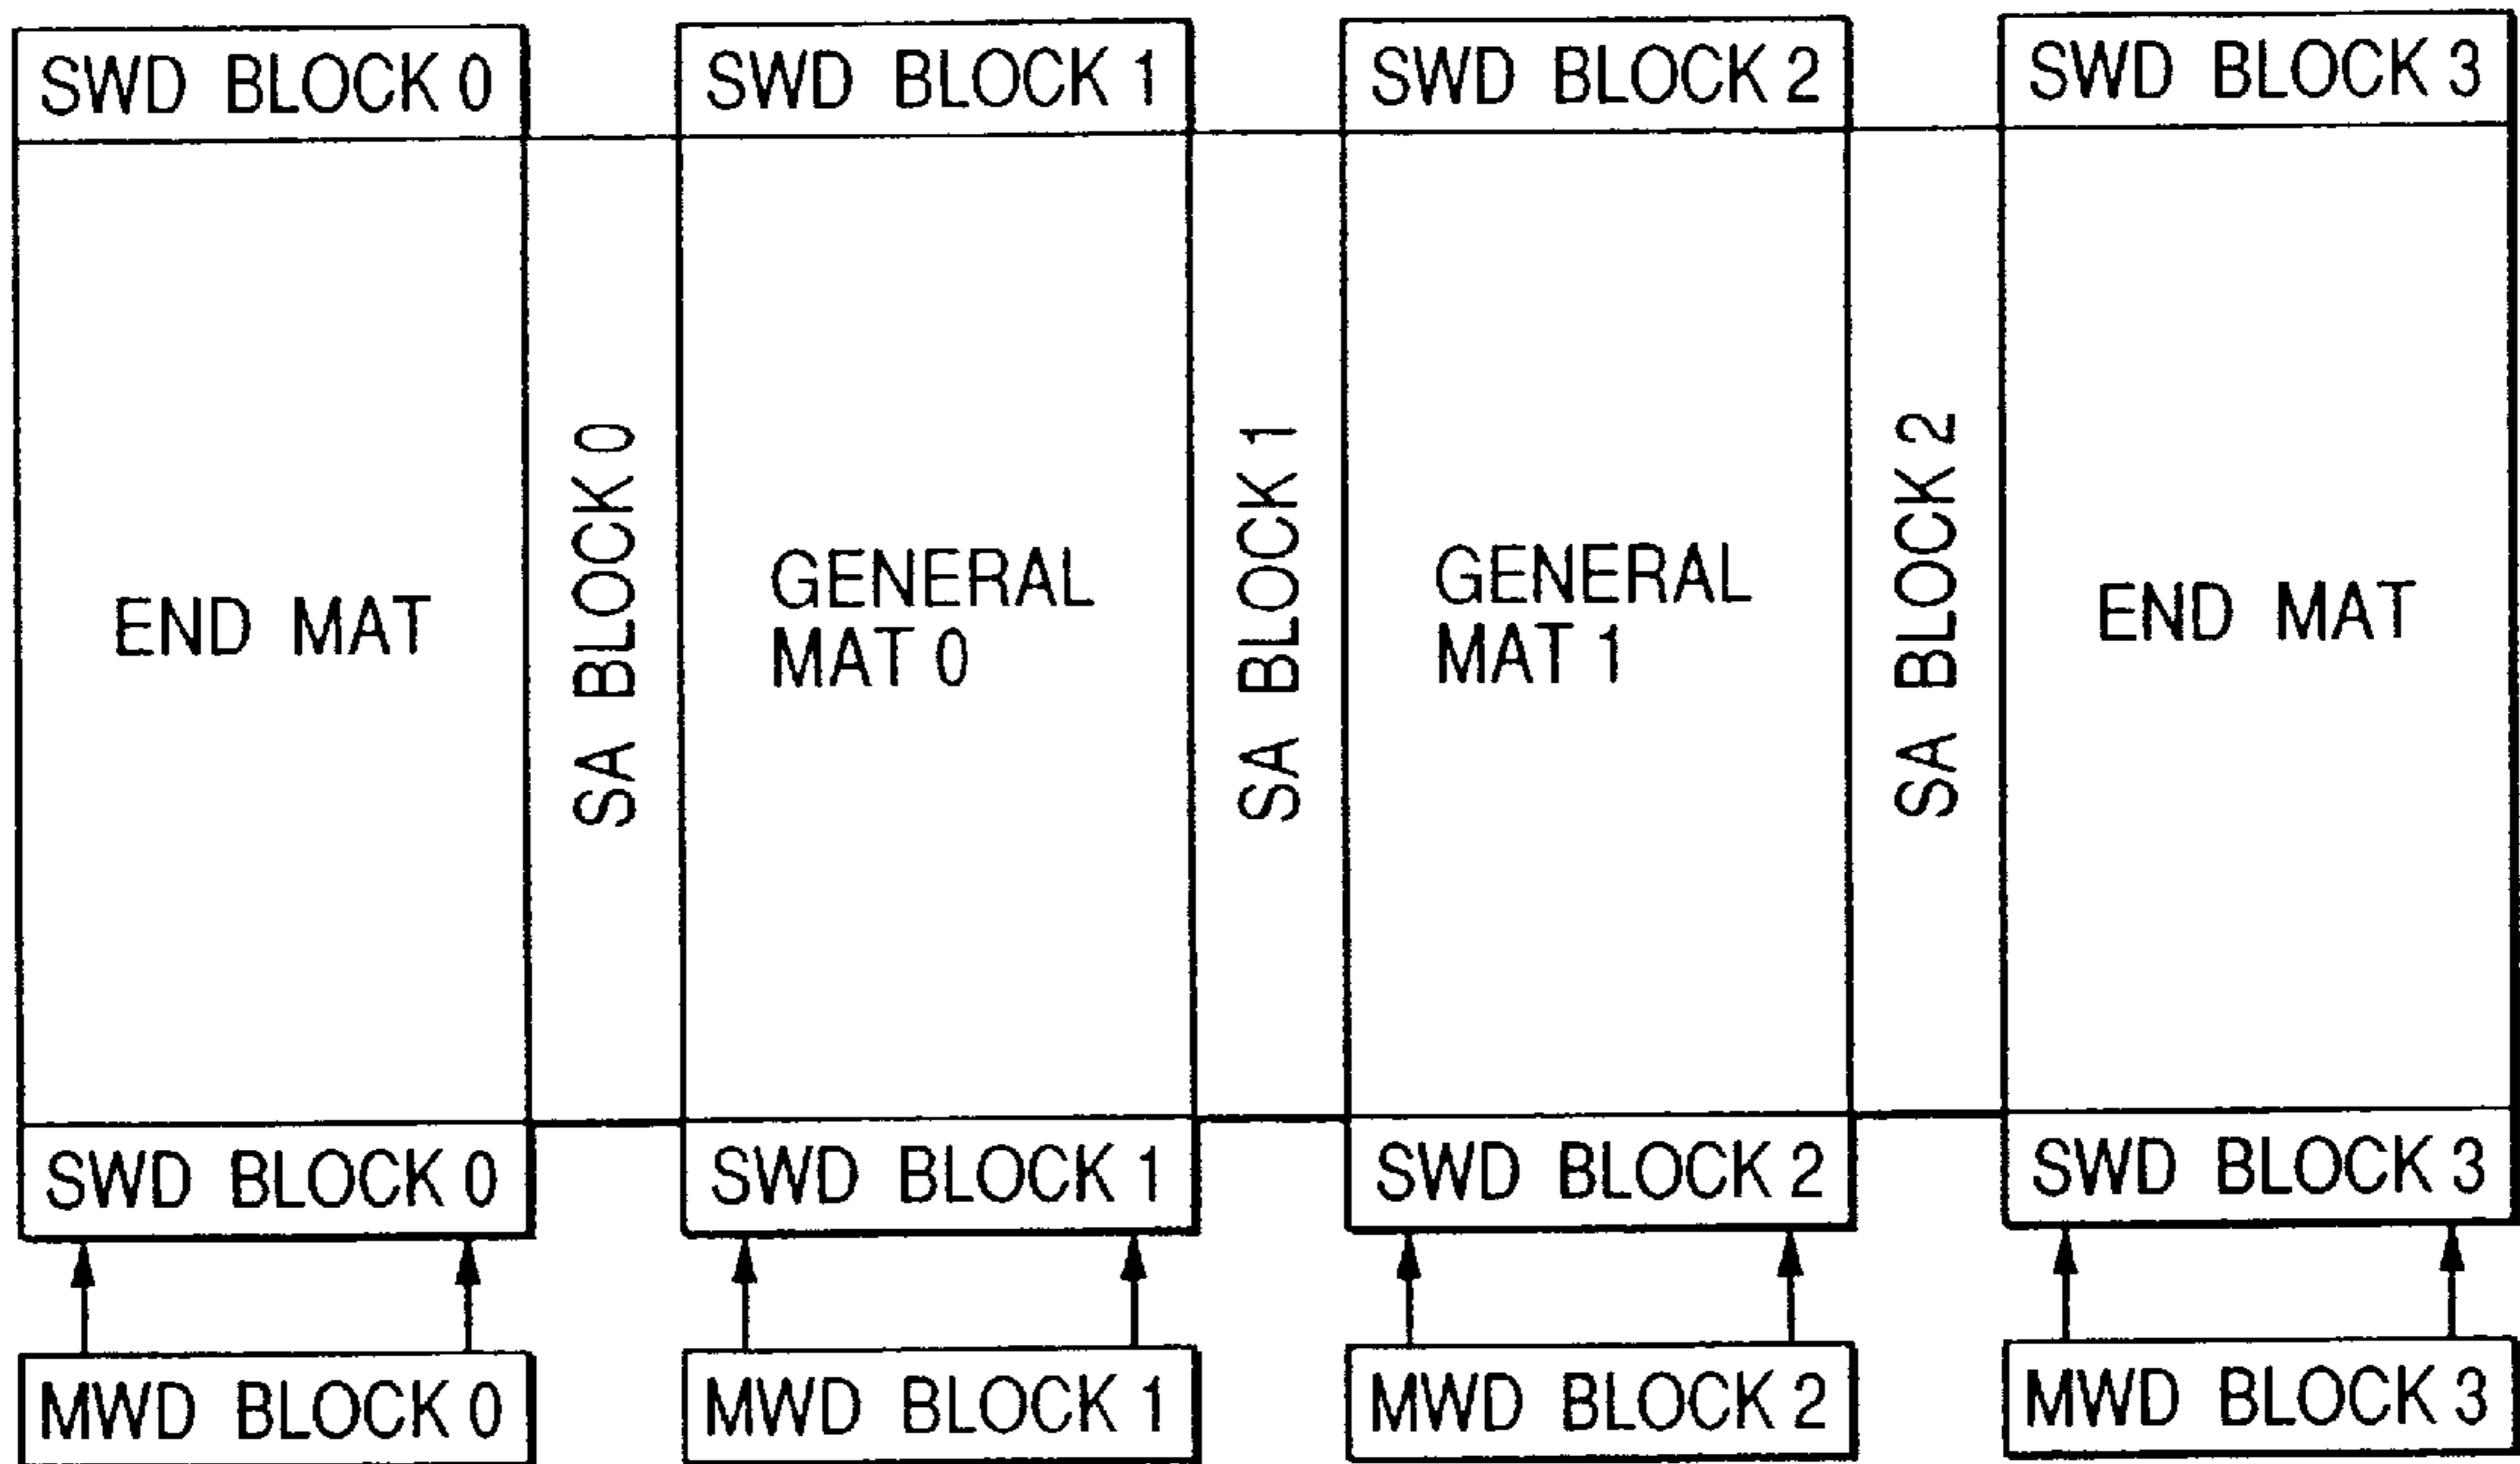 SWD BLOCK 0
SWD BLOCK 1
SWD BLOCK 2
SWD BLOCK 3
END MAT
SA BLOCK 0
GENERAL
MAT 0
SA BLOCK 1
GENERAL
MAT 1
SA BLOCK 2
END MAT
SWD BLOCK 0
SWD BLOCK 1
SWD BLOCK 2
SWD BLOCK 3
MWD BLOCK 0
MWD BLOCK 1
MWD BLOCK 2
MWD BLOCK 3